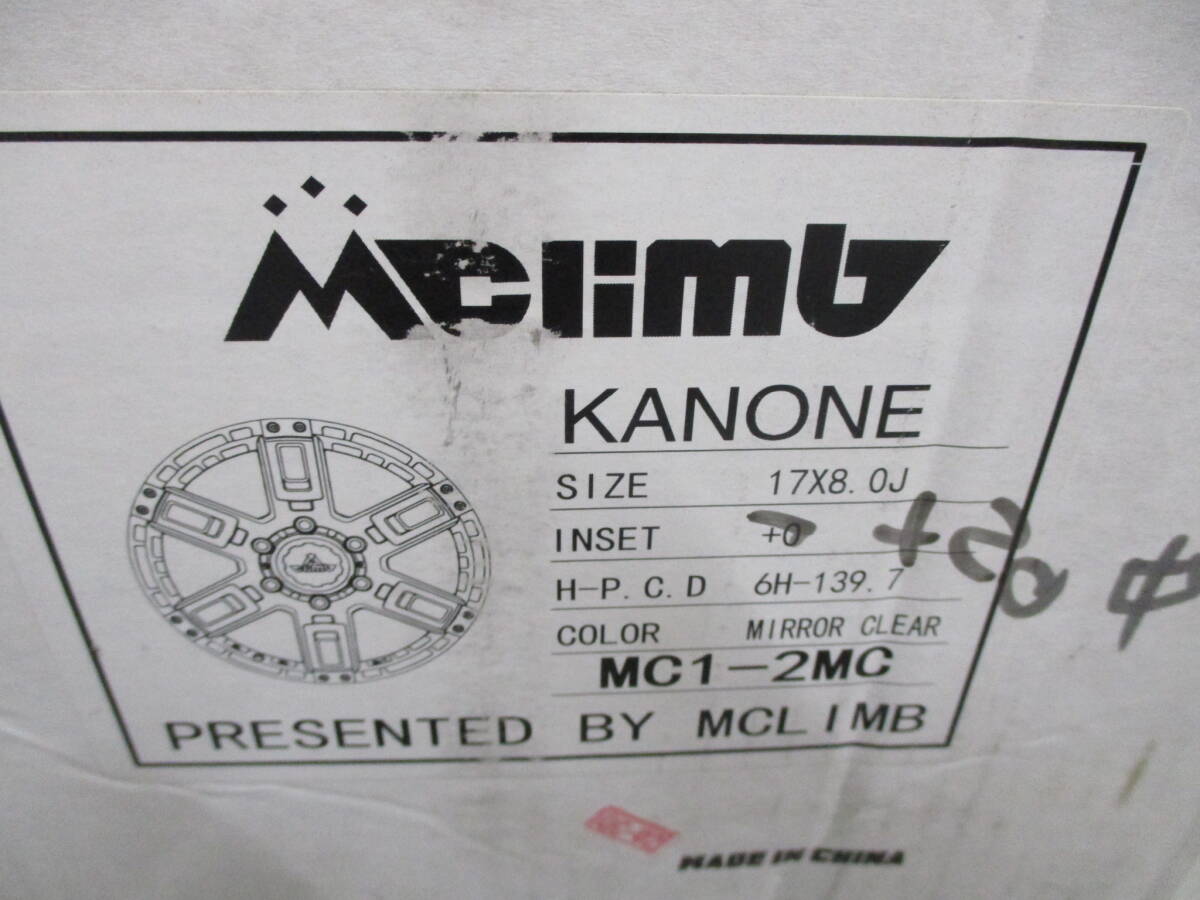 Mclimb
KANONE
SIZE 17X8.0J
INSET +0
H-P.C.D 6H-139.7
COLOR MIRROR CLEAR
MC1-2MC
PRESENTED BY MCLIMB
MADE IN CHINA